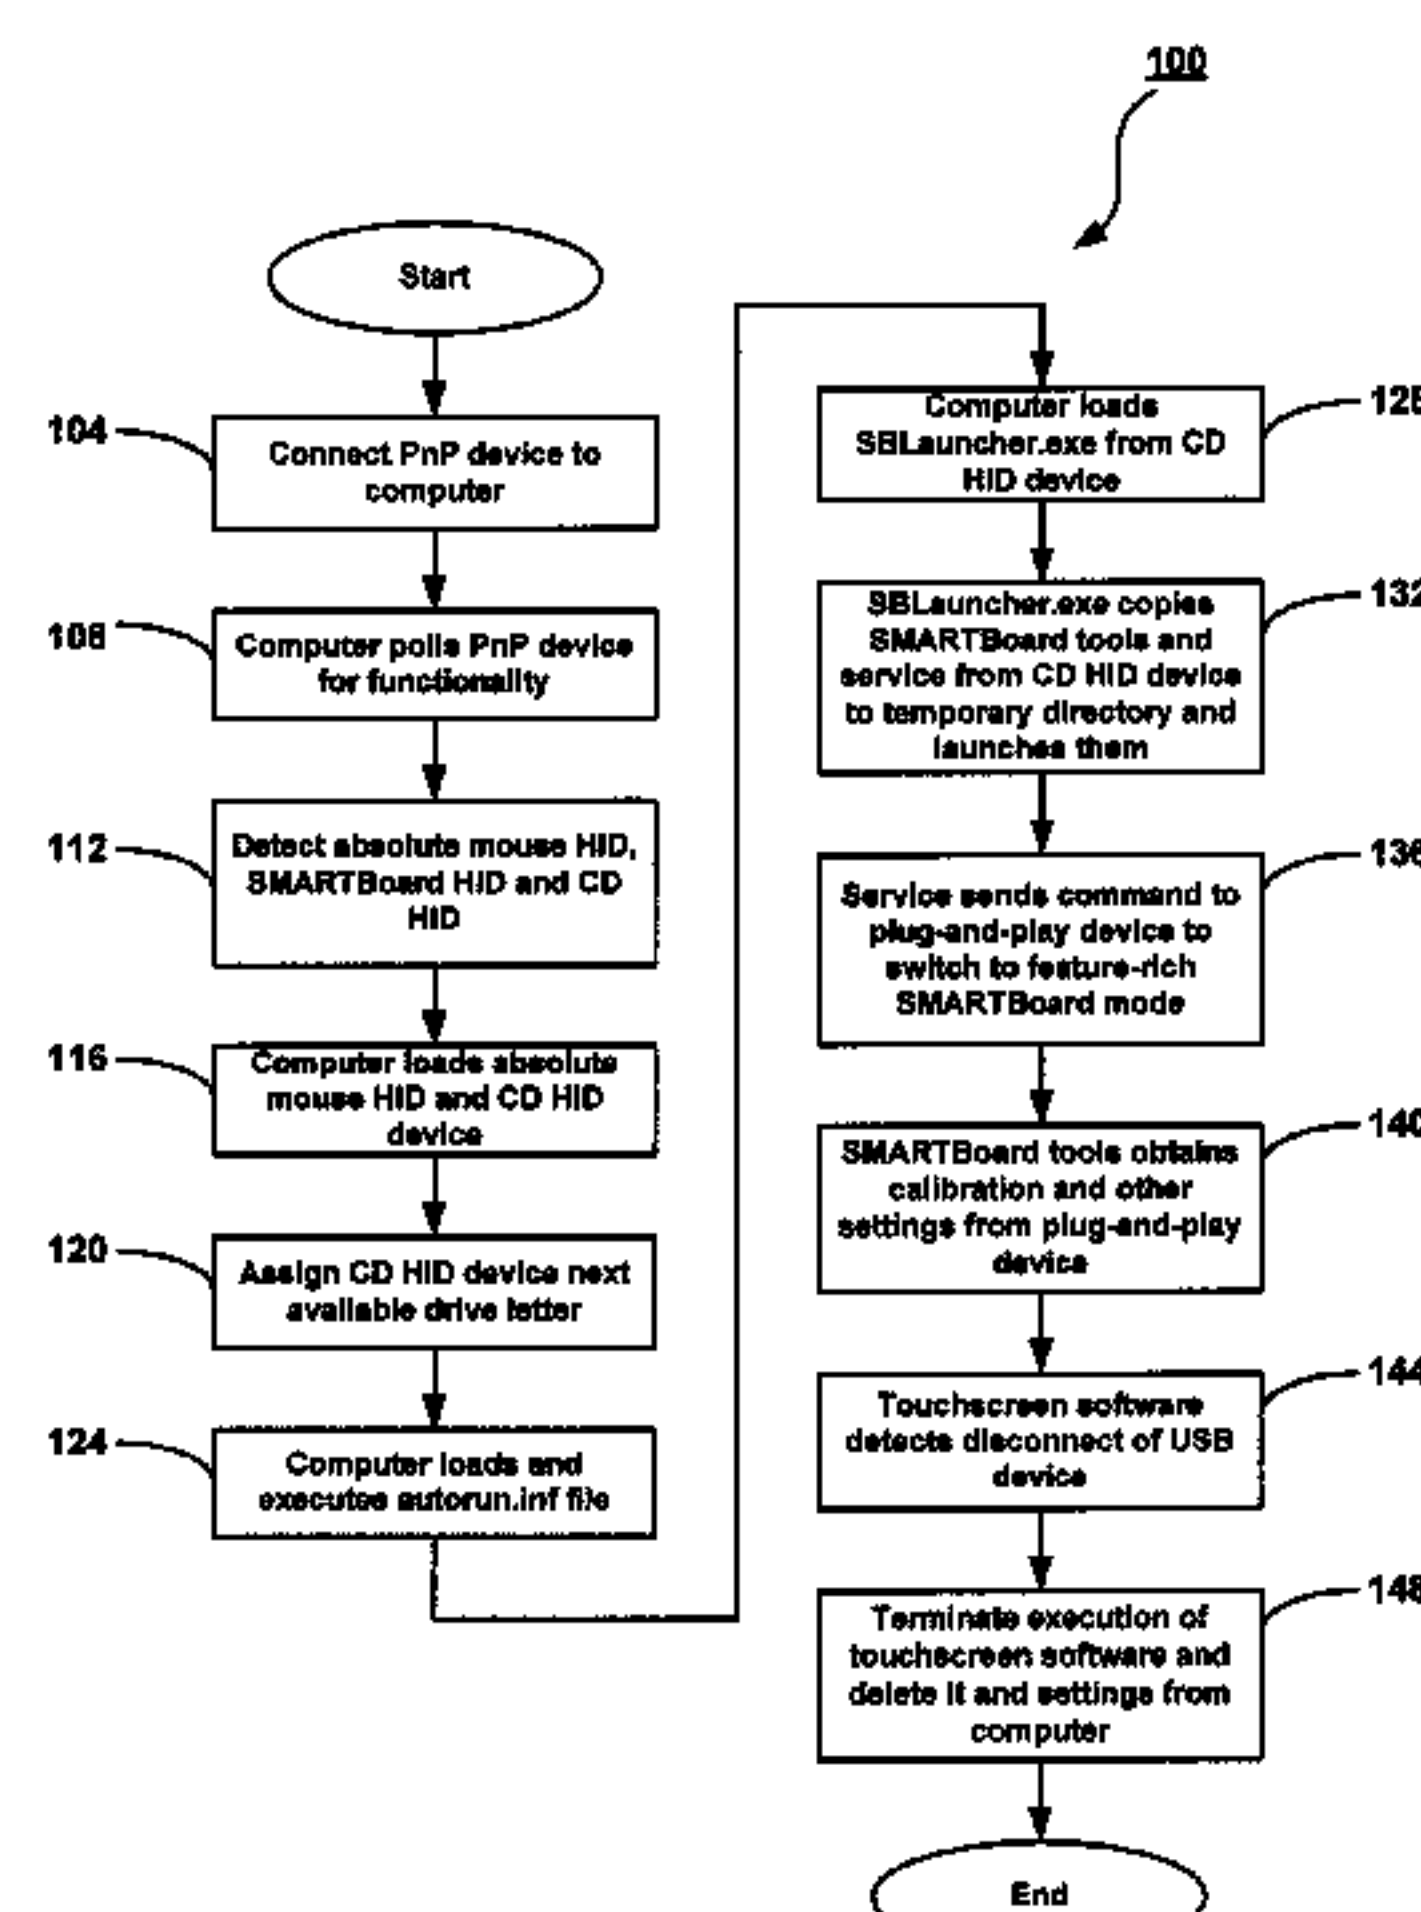 100
Start
104
Connect PnP device to
computer
108
Computer polls PnP device
for functionality
112
Detect absolute mouse HID,
SMARTBoard HID and CD
HID
116
Computer loads absolute
mouse HID and CD HID
device
120
Assign CD HID device next
available drive letter
124
Computer loads and
executes autorun.inf file
128
Computer loads
SBLauncher.exe from CD
HID device
132
SBLauncher.exe copies
SMARTBoard tools and
service from CD HID device
to temporary directory and
launches them
136
Service sends command to
plug-and-play device to
switch to feature-rich
SMARTBoard mode
140
SMARTBoard tools obtains
calibration and other
settings from plug-and-play
device
144
Touchscreen software
detects disconnect of USB
device
148
Terminate execution of
touchscreen software and
delete it and settings from
computer
End